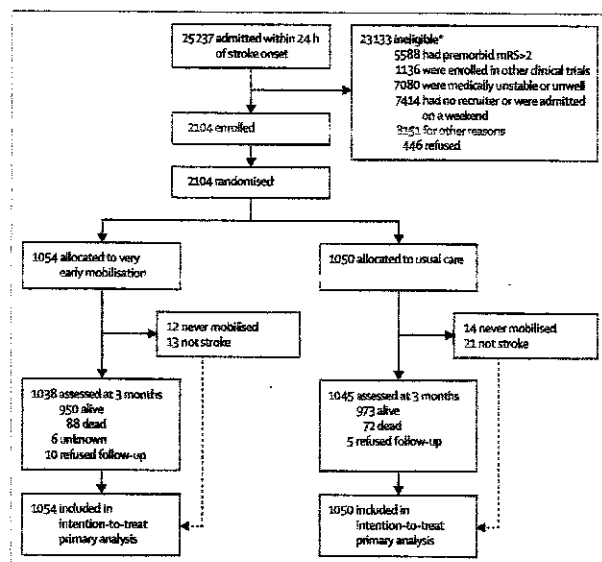 25237 admitted within 24 h
of stroke onset
23133 ineligible*
5588 had premorbid mRS>2
1136 were enrolled in other clinical trials
7080 were medically unstable or unwell
7414 had no recruiter or were admitted
on a weekend
3151 for other reasons
446 refused
2104 enrolled
2104 randomised
1054 allocated to very
early mobilisation
1050 allocated to usual care
12 never mobilised
13 not stroke
14 never mobilised
21 not stroke
1038 assessed at 3 months
950 alive
88 dead
6 unknown
10 refused follow-up
1045 assessed at 3 months
973 alive
72 dead
5 refused follow-up
1054 included in
intention-to-treat
primary analysis
1050 included in
intention-to-treat
primary analysis